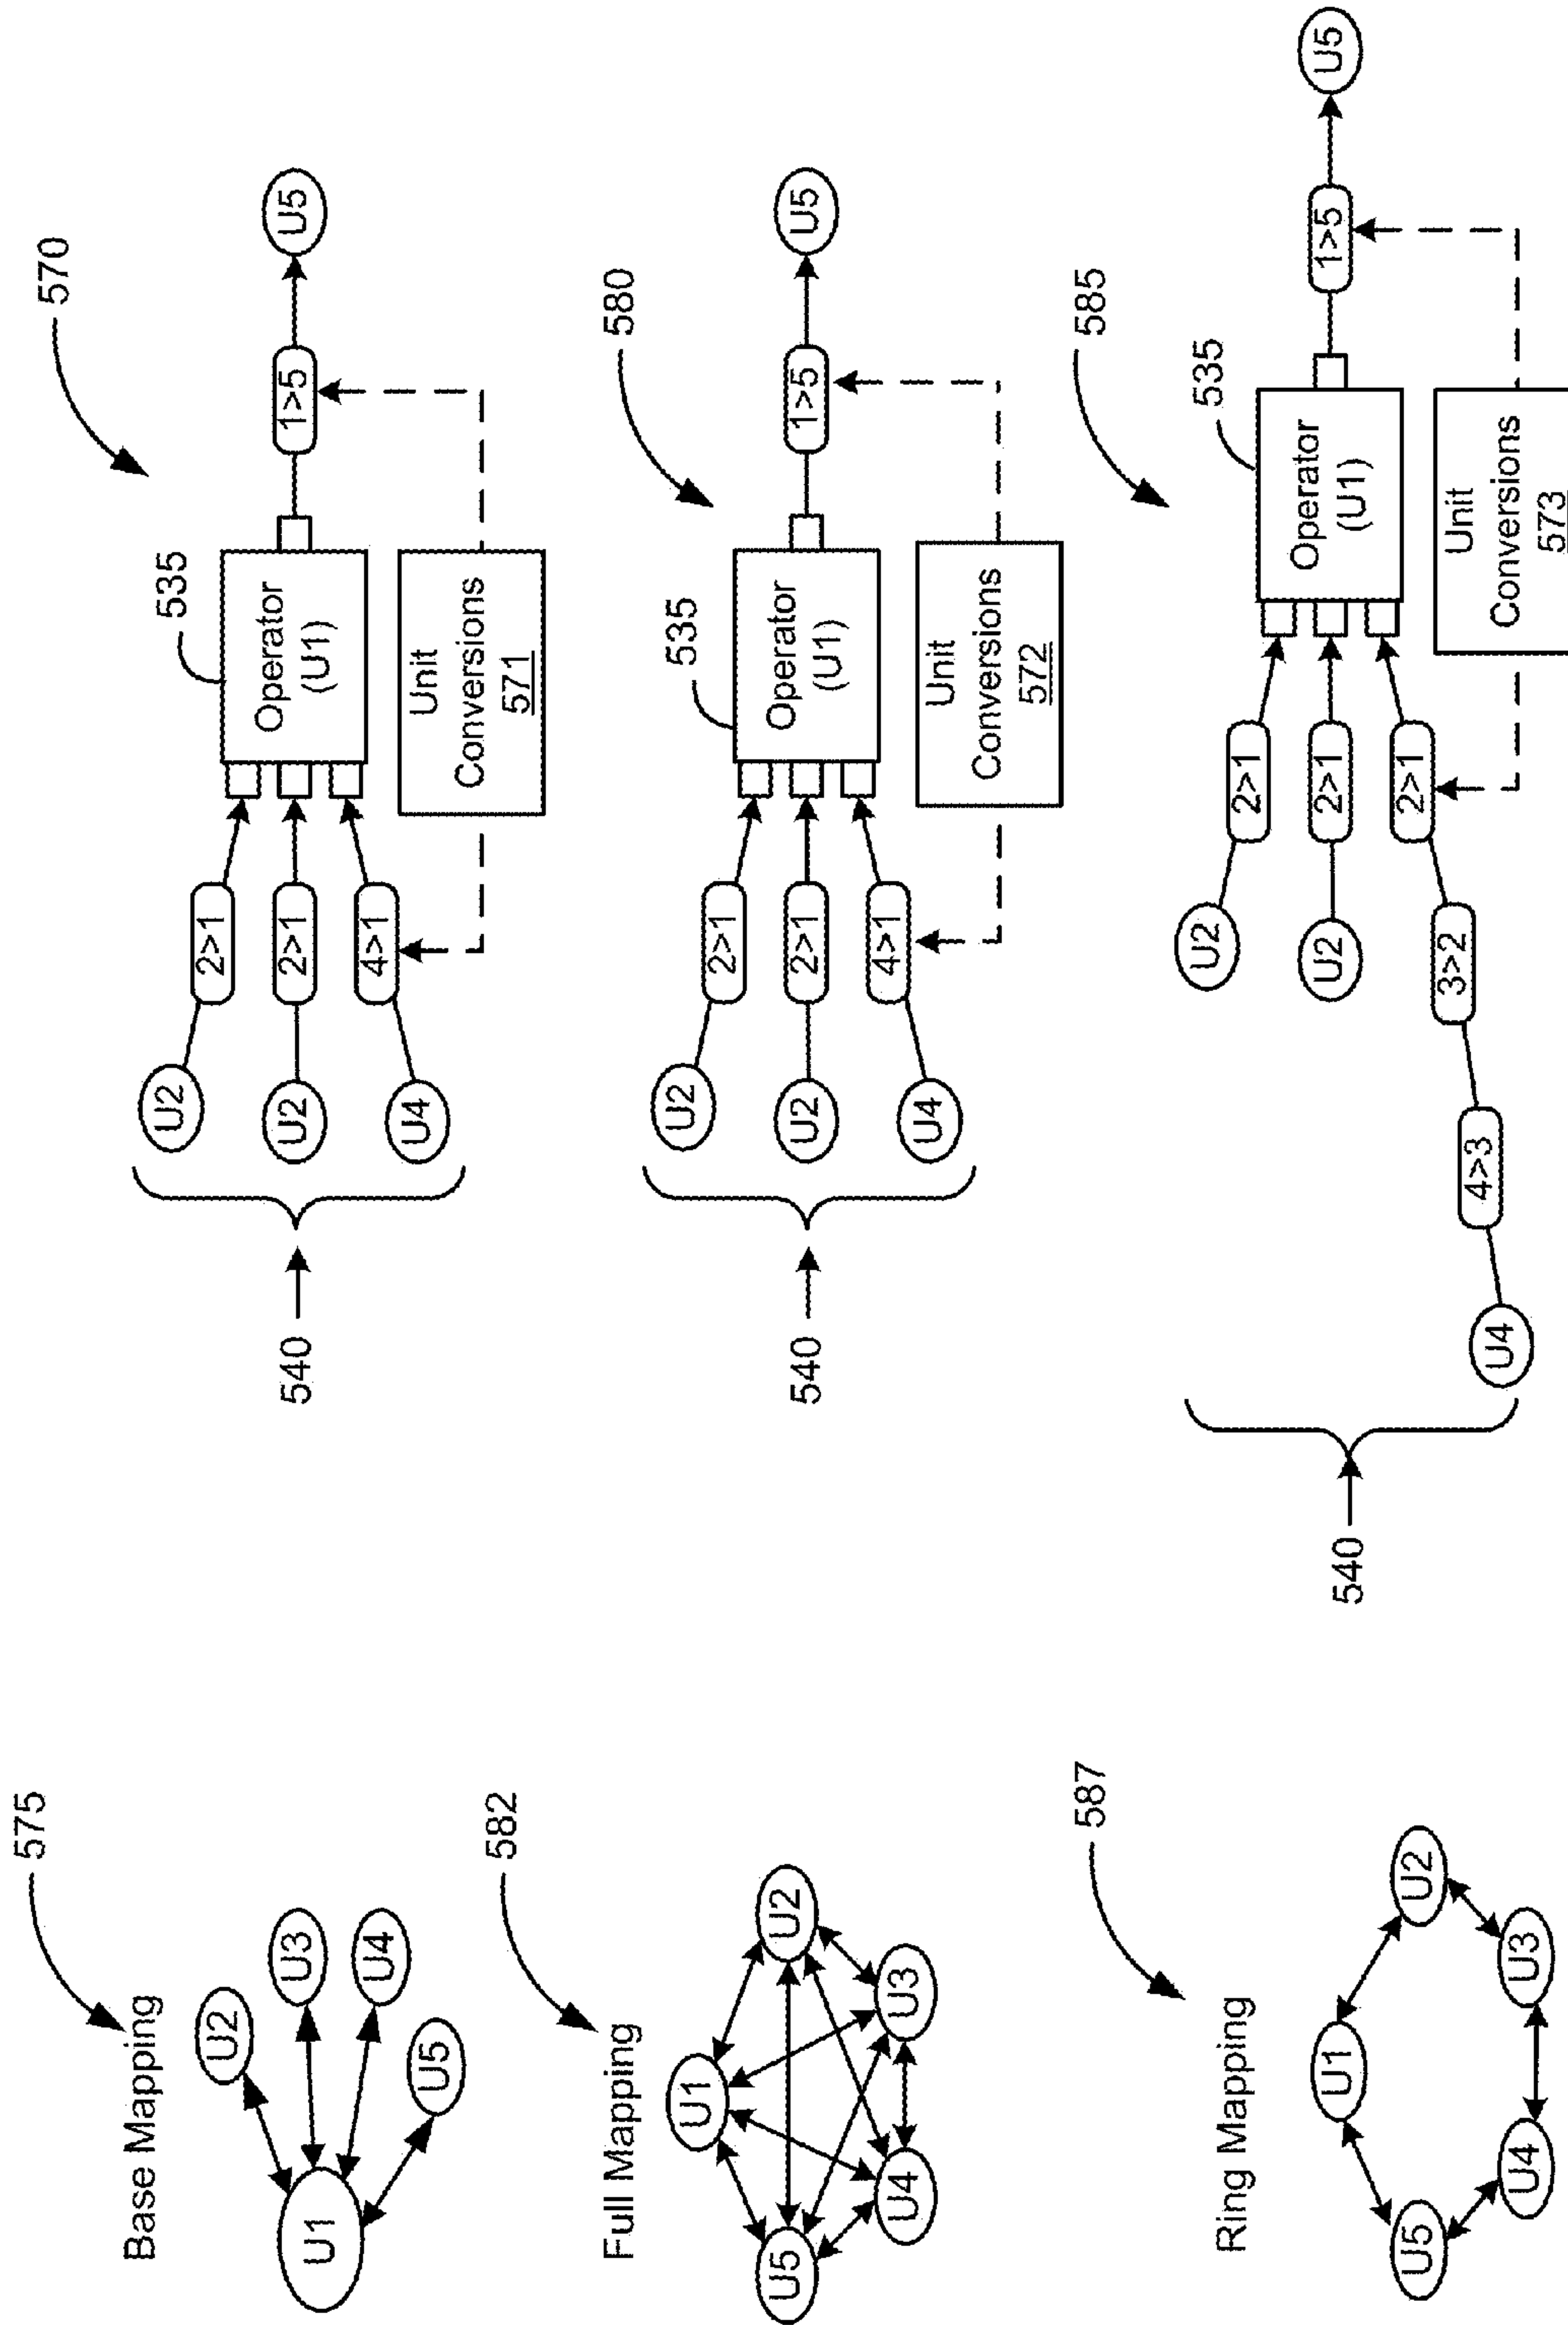 575
Base Mapping
U1
U2
U3
U4
U5
570
540
U2
U2
U4
2>1
2>1
4>1
535
Operator
(U1)
Unit
Conversions
571
1>5
U5
582
Full Mapping
U1
U2
U3
U4
U5
580
540
U2
U2
U4
2>1
2>1
4>1
535
Operator
(U1)
Unit
Conversions
572
1>5
U5
587
Ring Mapping
U1
U2
U3
U4
U5
585
540
U2
U2
U4
4>3
3>2
2>1
2>1
2>1
535
Operator
(U1)
Unit
Conversions
573
1>5
U5